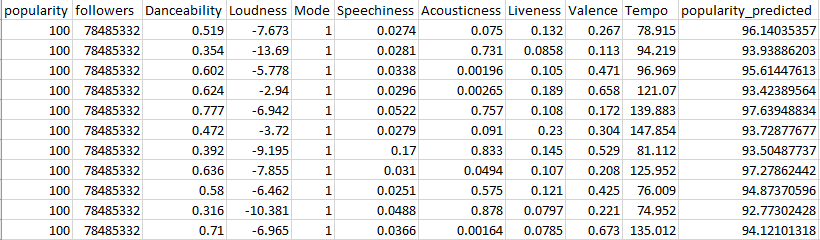 popularity followers Danceability Loudness Mode Speechiness Acousticness Liveness Valence Tempo popularity_predicted
100 78485332 0.519 -7.673 1 0.0274 0.075 0.132 0.267 78.915 96.14035357
100 78485332 0.354 -13.69 1 0.0281 0.731 0.0858 0.113 94.219 93.93886203
100 78485332 0.602 -5.778 1 0.0338 0.00196 0.105 0.471 96.969 95.61447613
100 78485332 0.624 -2.94 1 0.0296 0.00265 0.189 0.658 121.07 93.42389564
100 78485332 0.777 -6.942 1 0.0522 0.757 0.108 0.172 139.883 97.63948834
100 78485332 0.472 -3.72 1 0.0279 0.091 0.23 0.304 147.854 93.72877677
100 78485332 0.392 -9.195 1 0.17 0.833 0.145 0.529 81.112 93.50487737
100 78485332 0.636 -7.855 1 0.031 0.0494 0.107 0.208 125.952 97.27862442
100 78485332 0.58 -6.462 1 0.0251 0.575 0.121 0.425 76.009 94.87370596
100 78485332 0.316 -10.381 1 0.0488 0.878 0.0797 0.221 74.952 92.77302428
100 78485332 0.71 -6.965 1 0.0366 0.00164 0.0785 0.673 135.012 94.12101318